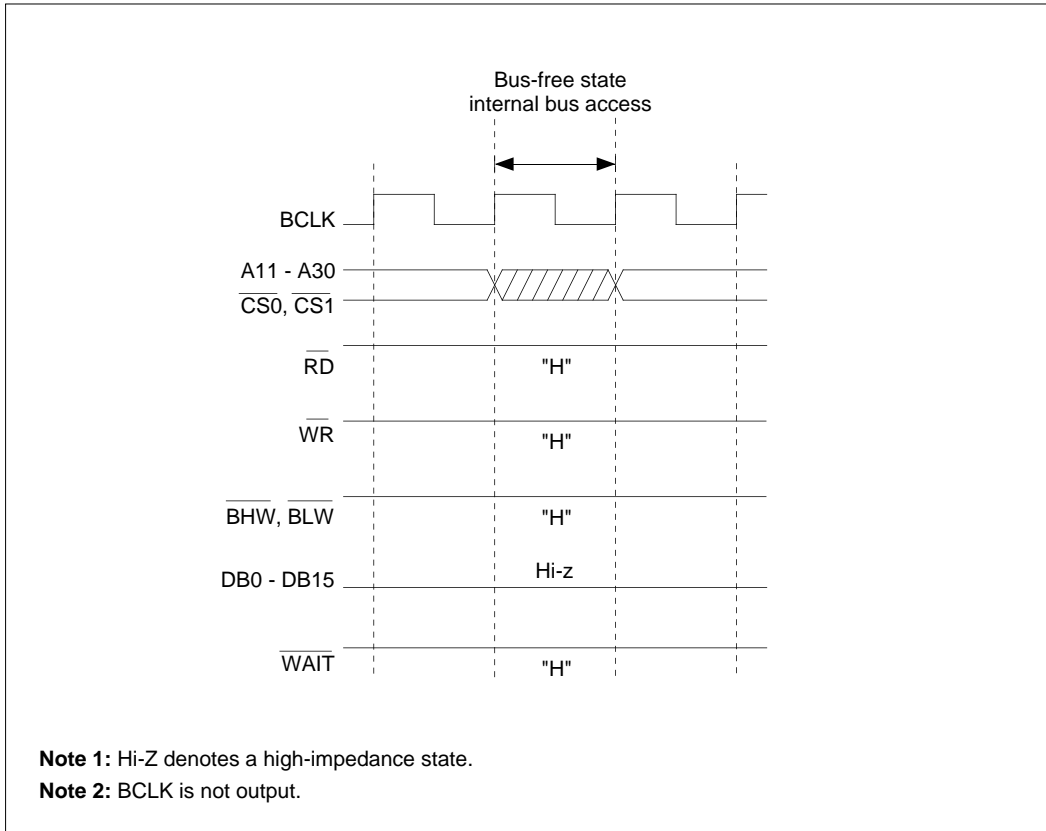 Bus-free state
internal bus access
BCLK
A11 - A30
CS0, CS1
RD
"H"
WR
"H"
BHW, BLW
"H"
DB0 - DB15
Hi-z
WAIT
"H"
Note 1: Hi-Z denotes a high-impedance state.
Note 2: BCLK is not output.